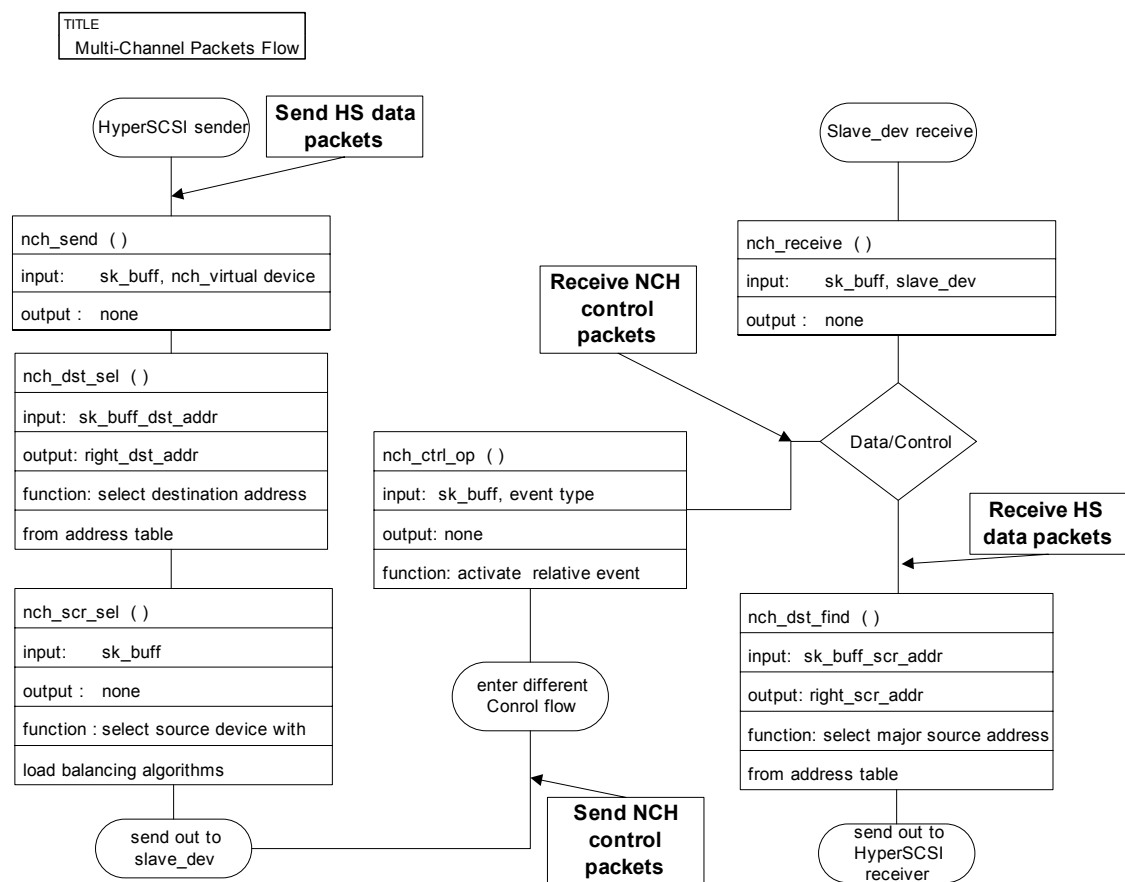 TITLE
Multi-Channel Packets Flow
HyperSCSI sender
Send HS data
packets
nch_send ( )
input: sk_buff, nch_virtual device
output : none
nch_dst_sel ( )
input: sk_buff_dst_addr
output: right_dst_addr
function: select destination address
from address table
nch_scr_sel ( )
input: sk_buff
output : none
function : select source device with
load balancing algorithms
send out to
slave_dev
Receive NCH
control
packets
nch_ctrl_op ( )
input: sk_buff, event type
output: none
function: activate relative event
enter different
Conrol flow
Send NCH
control
packets
Slave_dev receive
nch_receive ( )
input: sk_buff, slave_dev
output : none
Data/Control
Receive HS
data packets
nch_dst_find ( )
input: sk_buff_scr_addr
output: right_scr_addr
function: select major source address
from address table
send out to
HyperSCSI
receiver